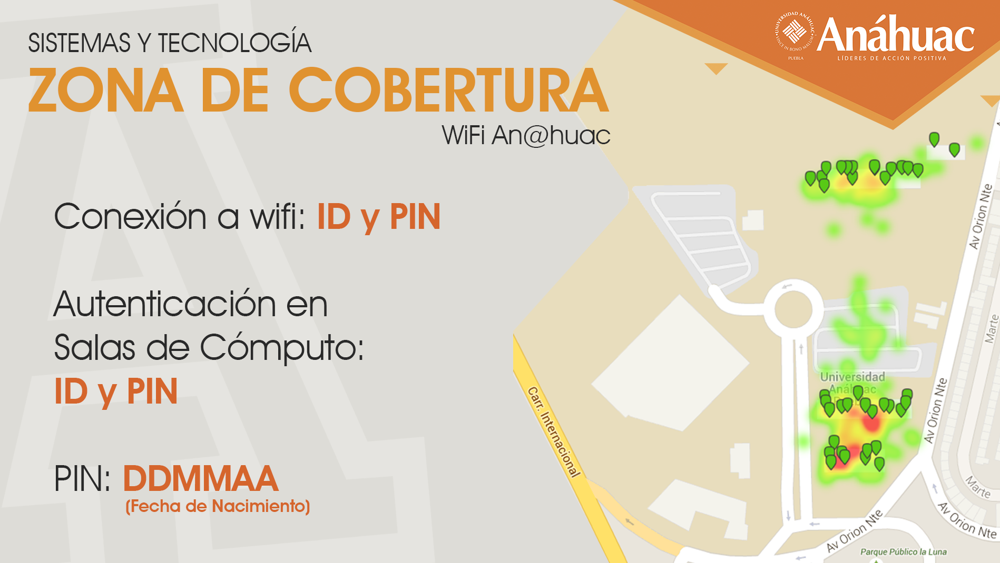 SISTEMAS Y TECNOLOGÍA
ZONA DE COBERTURA
WiFi An@huac
Conexión a wifi: ID y PIN
Autenticación en
Salas de Cómputo:
ID y PIN
PIN: DDMMAA
(Fecha de Nacimiento)
UNIVERSIDAD ANÁHUAC
VINCE IN BONO MALUM
PUEBLA
Anáhuac
LÍDERES DE ACCIÓN POSITIVA
Av Orion Nte
Marte
Universidad
Anáhuac
Av Orion Nte
Carr. Internacional
Marte
Av Orion Nte
Av Orion Nte
Parque Público la Luna